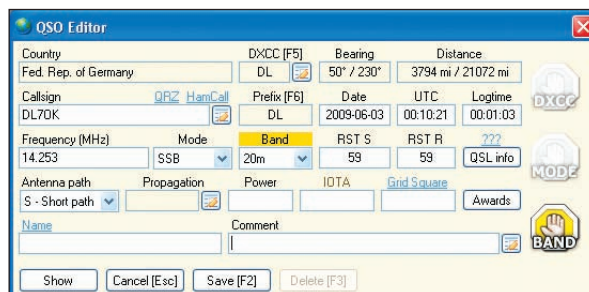 QSO Editor
Country DXCC [F5] Bearing Distance
Fed. Rep. of Germany DL 50° / 230° 3794 mi / 21072 mi
DXCC
Callsign QRZ HamCall Prefix [F6] Date UTC Logtime
DL7OK DL 2009-06-03 00:10:21 00:01:03
Frequency (MHz) Mode Band RST S RST R ???
14.253 SSB 20m 59 59 QSL info
MODE
Antenna path Propagation Power IOTA Grid Square
S - Short path Awards
Name Comment
BAND
Show Cancel [Esc] Save [F2] Delete [F3]